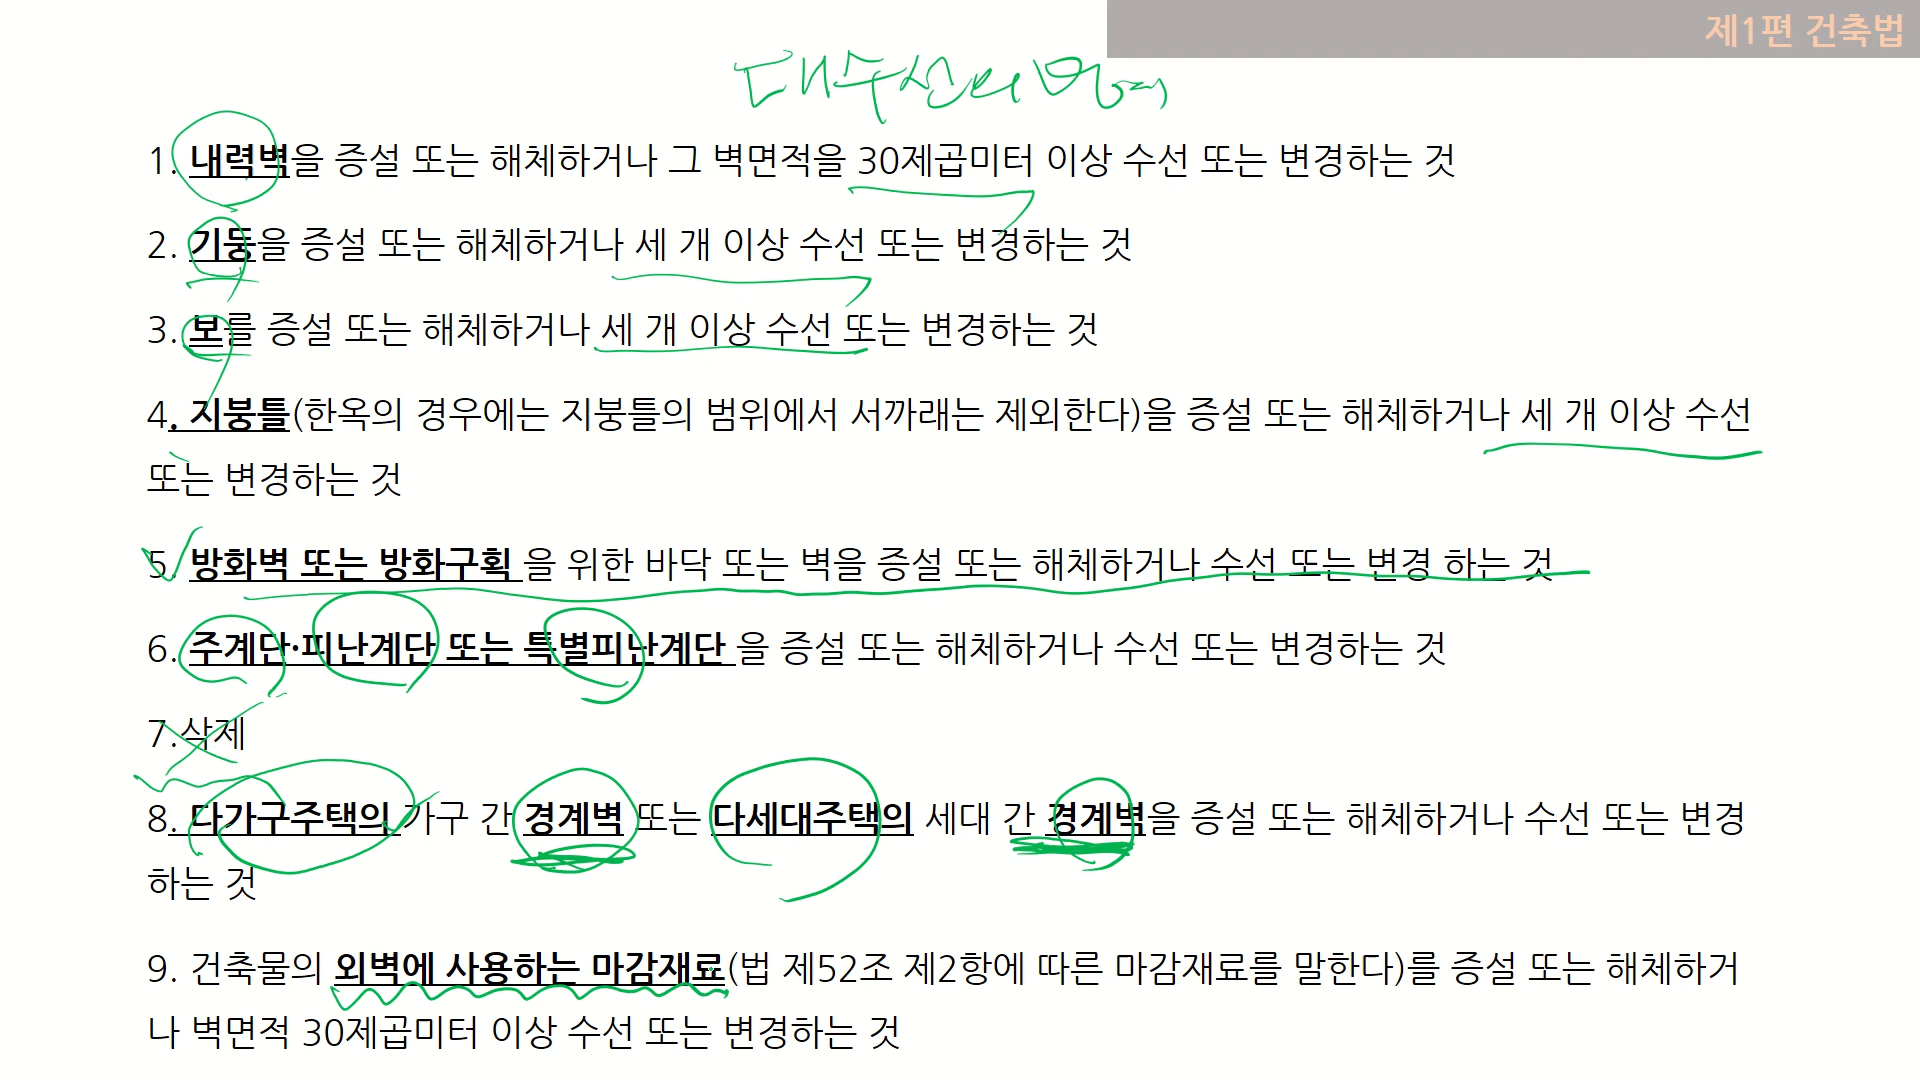 제1편 건축법
대수선의 범위
1. 내력벽을 증설 또는 해체하거나 그 벽면적을 30제곱미터 이상 수선 또는 변경하는 것
2. 기둥을 증설 또는 해체하거나 세 개 이상 수선 또는 변경하는 것
3. 보를 증설 또는 해체하거나 세 개 이상 수선 또는 변경하는 것
4. 지붕틀(한옥의 경우에는 지붕틀의 범위에서 서까래는 제외한다)을 증설 또는 해체하거나 세 개 이상 수선
또는 변경하는 것
5. 방화벽 또는 방화구획 을 위한 바닥 또는 벽을 증설 또는 해체하거나 수선 또는 변경 하는 것
6. 주계단·피난계단 또는 특별피난계단 을 증설 또는 해체하거나 수선 또는 변경하는 것
7.삭제
8. 다가구주택의 가구 간 경계벽 또는 다세대주택의 세대 간 경계벽을 증설 또는 해체하거나 수선 또는 변경
하는 것
9. 건축물의 외벽에 사용하는 마감재료(법 제52조 제2항에 따른 마감재료를 말한다)를 증설 또는 해체하거
나 벽면적 30제곱미터 이상 수선 또는 변경하는 것